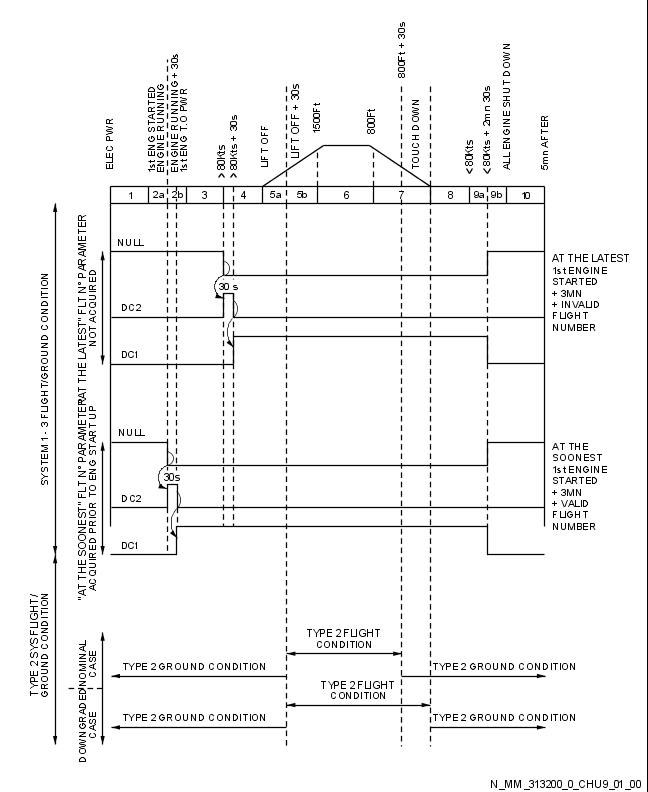 ELEC PWR
1st ENG STARTED
ENGINE RUNNING
ENGINE RUNNING + 30s
1st ENG T.O PWR
> 80Kts
> 80Kts + 30s
LIFT OFF
LIFT OFF + 30s
1500Ft
800Ft
800Ft + 30s
TOUCH DOWN
< 80Kts
< 80Kts + 2mn 30s
ALL ENGINE SHUT DOWN
5mn AFTER
1 2a 2b 3 4 5a 5b 6 7 8 9a 9b 10
SYSTEM 1 - 3 FLIGHT/GROUND CONDITION
"AT THE LATEST" FLT N° PARAMETER
NOT ACQUIRED
NULL
30 s
DC2
DC1
AT THE LATEST
1st ENGINE
STARTED
+ 3MN
+ INVALID
FLIGHT
NUMBER
"AT THE SOONEST" FLT N° PARAMETER
ACQUIRED PRIOR TO ENG START UP
NULL
30s
DC2
DC1
AT THE
SOONEST
1st ENGINE
STARTED
+ 3MN
+ VALID
FLIGHT
NUMBER
TYPE 2 SYS FLIGHT/
GROUND CONDITION
NOMINAL
CASE
TYPE 2 FLIGHT
CONDITION
TYPE 2 GROUND CONDITION
TYPE 2 GROUND CONDITION
DOWNGRADED
CASE
TYPE 2 FLIGHT
CONDITION
TYPE 2 GROUND CONDITION
TYPE 2 GROUND CONDITION
N_MM_313200_0_CHU9_01_00